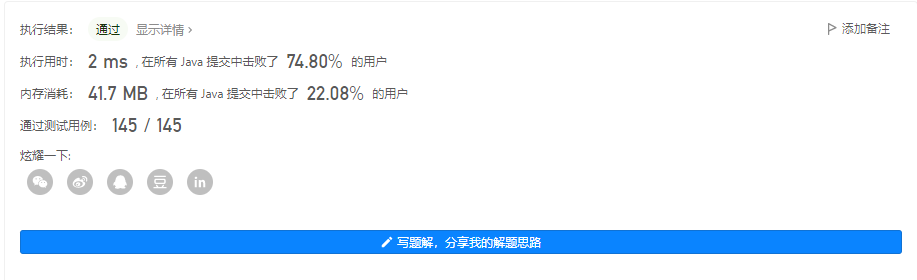 执行结果： 通过 显示详情 › 添加备注
执行用时： 2 ms , 在所有 Java 提交中击败了 74.80% 的用户
内存消耗： 41.7 MB , 在所有 Java 提交中击败了 22.08% 的用户
通过测试用例： 145 / 145
炫耀一下:
豆 in
写题解，分享我的解题思路